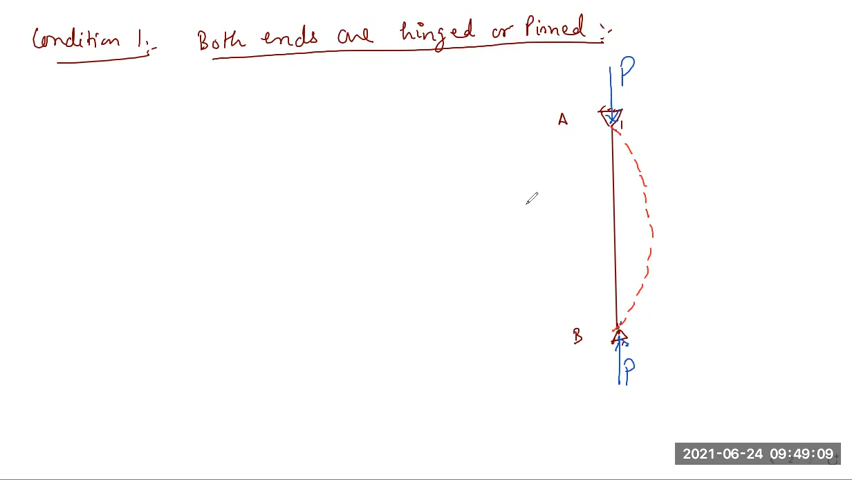 Condition 1:- Both ends are hinged or Pinned :-
P
A
B
P
2021-06-24 09:49:09